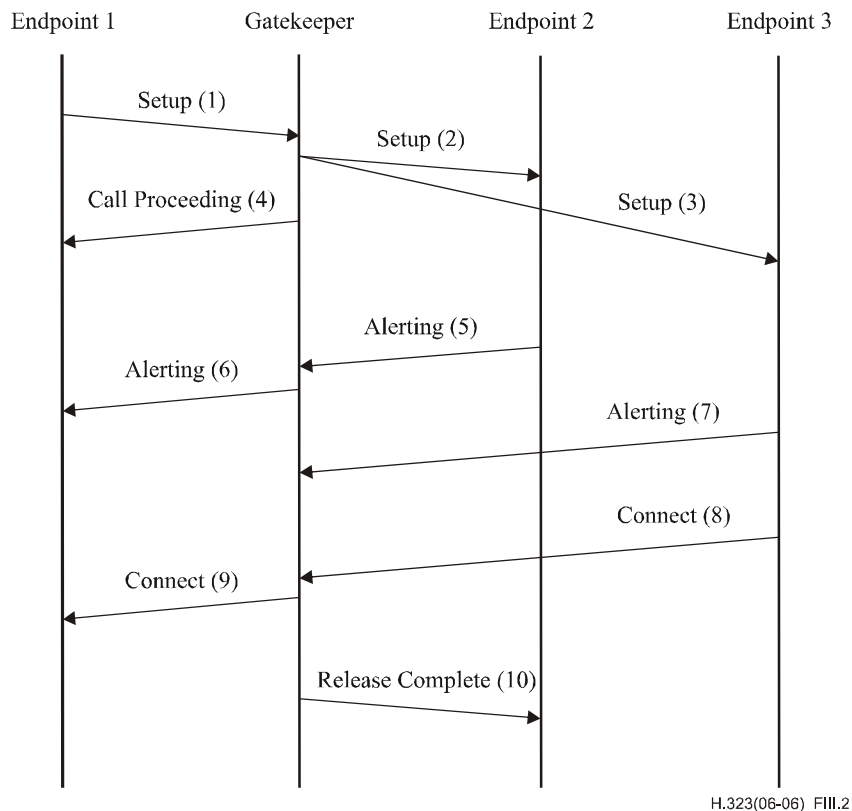 Endpoint 1
Gatekeeper
Endpoint 2
Endpoint 3
Setup (1)
Setup (2)
Call Proceeding (4)
Setup (3)
Alerting (5)
Alerting (6)
Alerting (7)
Connect (8)
Connect (9)
Release Complete (10)
H.323(06-06) FIII.2